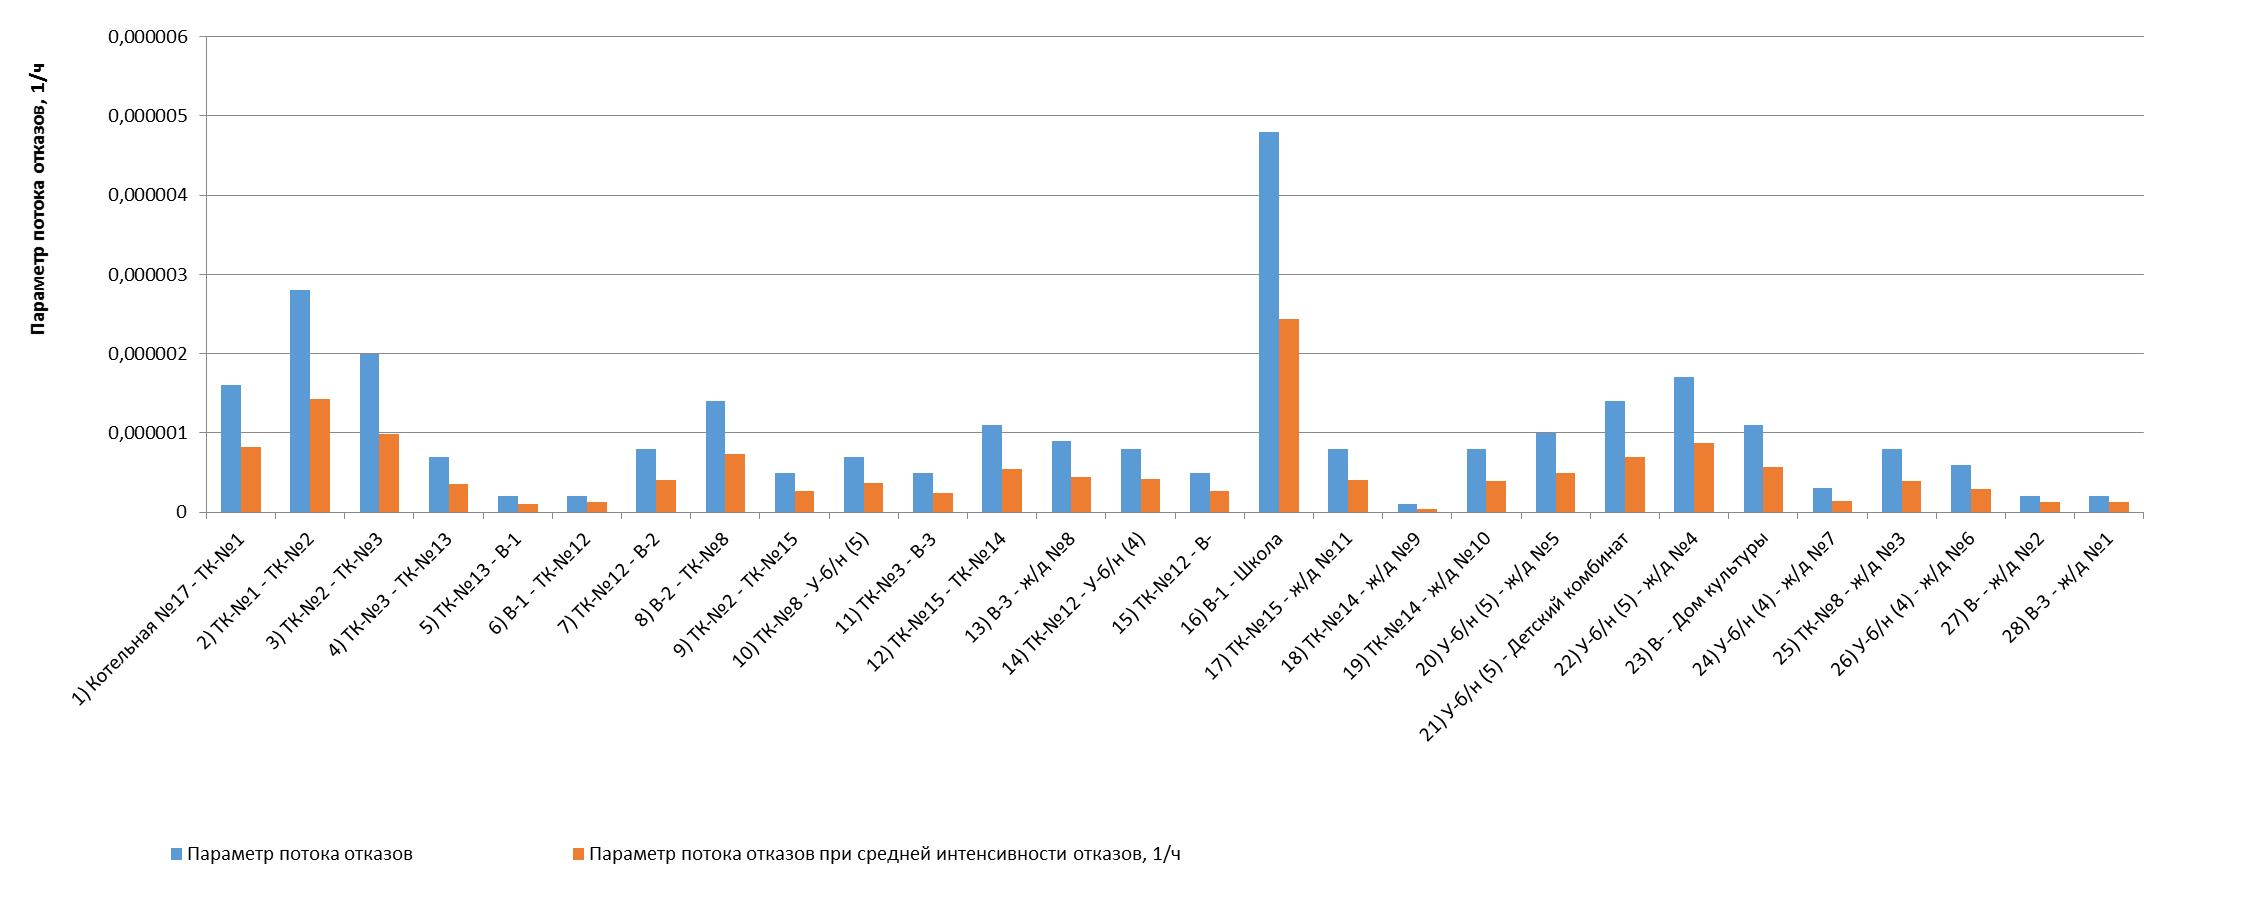 Параметр потока отказов, 1/ч
0,000006
0,000005
0,000004
0,000003
0,000002
0,000001
0
1) Котельная №17 - ТК-№1
2) ТК-№1 - ТК-№2
3) ТК-№2 - ТК-№3
4) ТК-№3 - ТК-№13
5) ТК-№13 - В-1
6) В-1 - ТК-№12
7) ТК-№12 - В-2
8) В-2 - ТК-№8
9) ТК-№2 - ТК-№15
10) ТК-№8 - У-б/н (5)
11) ТК-№3 - В-3
12) ТК-№15 - ТК-№14
13) В-3 - ж/д №8
14) ТК-№12 - У-б/н (4)
15) ТК-№12 - В-
16) В-1 - Школа
17) ТК-№15 - ж/д №11
18) ТК-№14 - ж/д №9
19) ТК-№14 - ж/д №10
20) У-б/н (5) - ж/д №5
21) У-б/н (5) - Детский комбинат
22) У-б/н (5) - ж/д №4
23) В- - Дом культуры
24) У-б/н (4) - ж/д №7
25) ТК-№8 - ж/д №3
26) У-б/н (4) - ж/д №6
27) В- - ж/д №2
28) В-3 - ж/д №1
Параметр потока отказов
Параметр потока отказов при средней интенсивности отказов, 1/ч